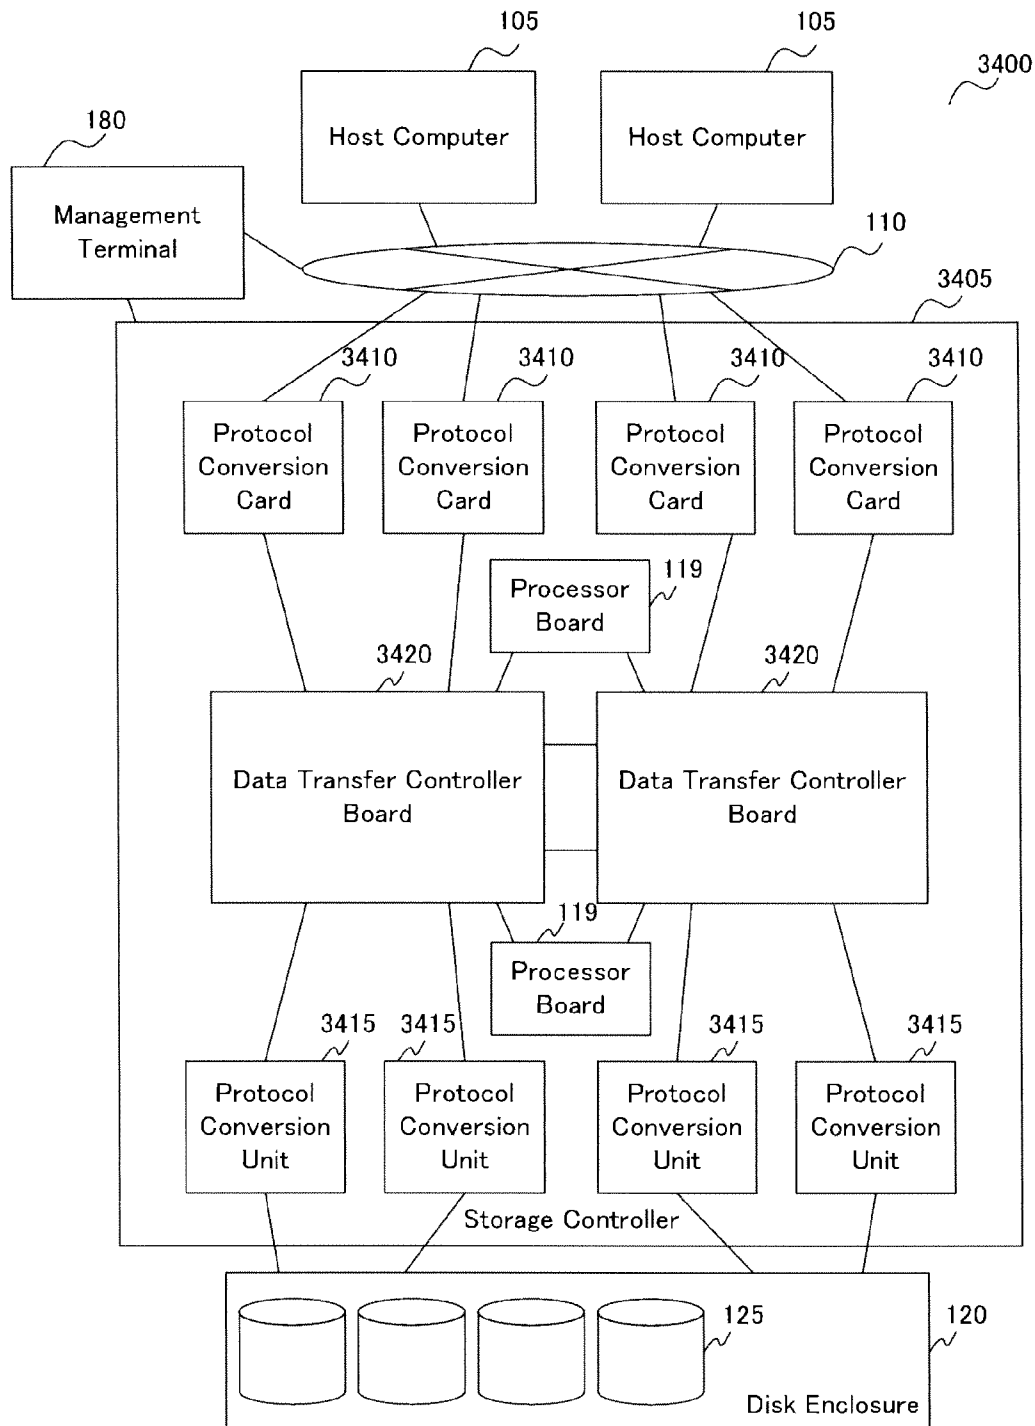 105
105
3400
Host Computer
Host Computer
180
Management
Terminal
110
3405
3410
3410
3410
3410
Protocol
Conversion
Card
Protocol
Conversion
Card
Protocol
Conversion
Card
Protocol
Conversion
Card
119
Processor
Board
3420
3420
Data Transfer Controller
Board
Data Transfer Controller
Board
119
Processor
Board
3415
3415
3415
3415
Protocol
Conversion
Unit
Protocol
Conversion
Unit
Protocol
Conversion
Unit
Protocol
Conversion
Unit
Storage Controller
125
120
Disk Enclosure